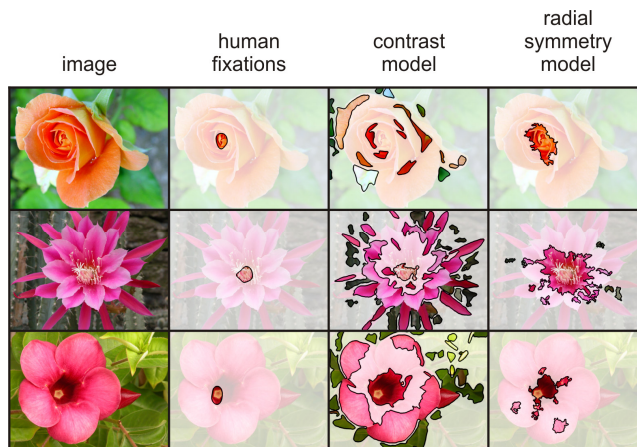 image
human
fixations
contrast
model
radial
symmetry
model